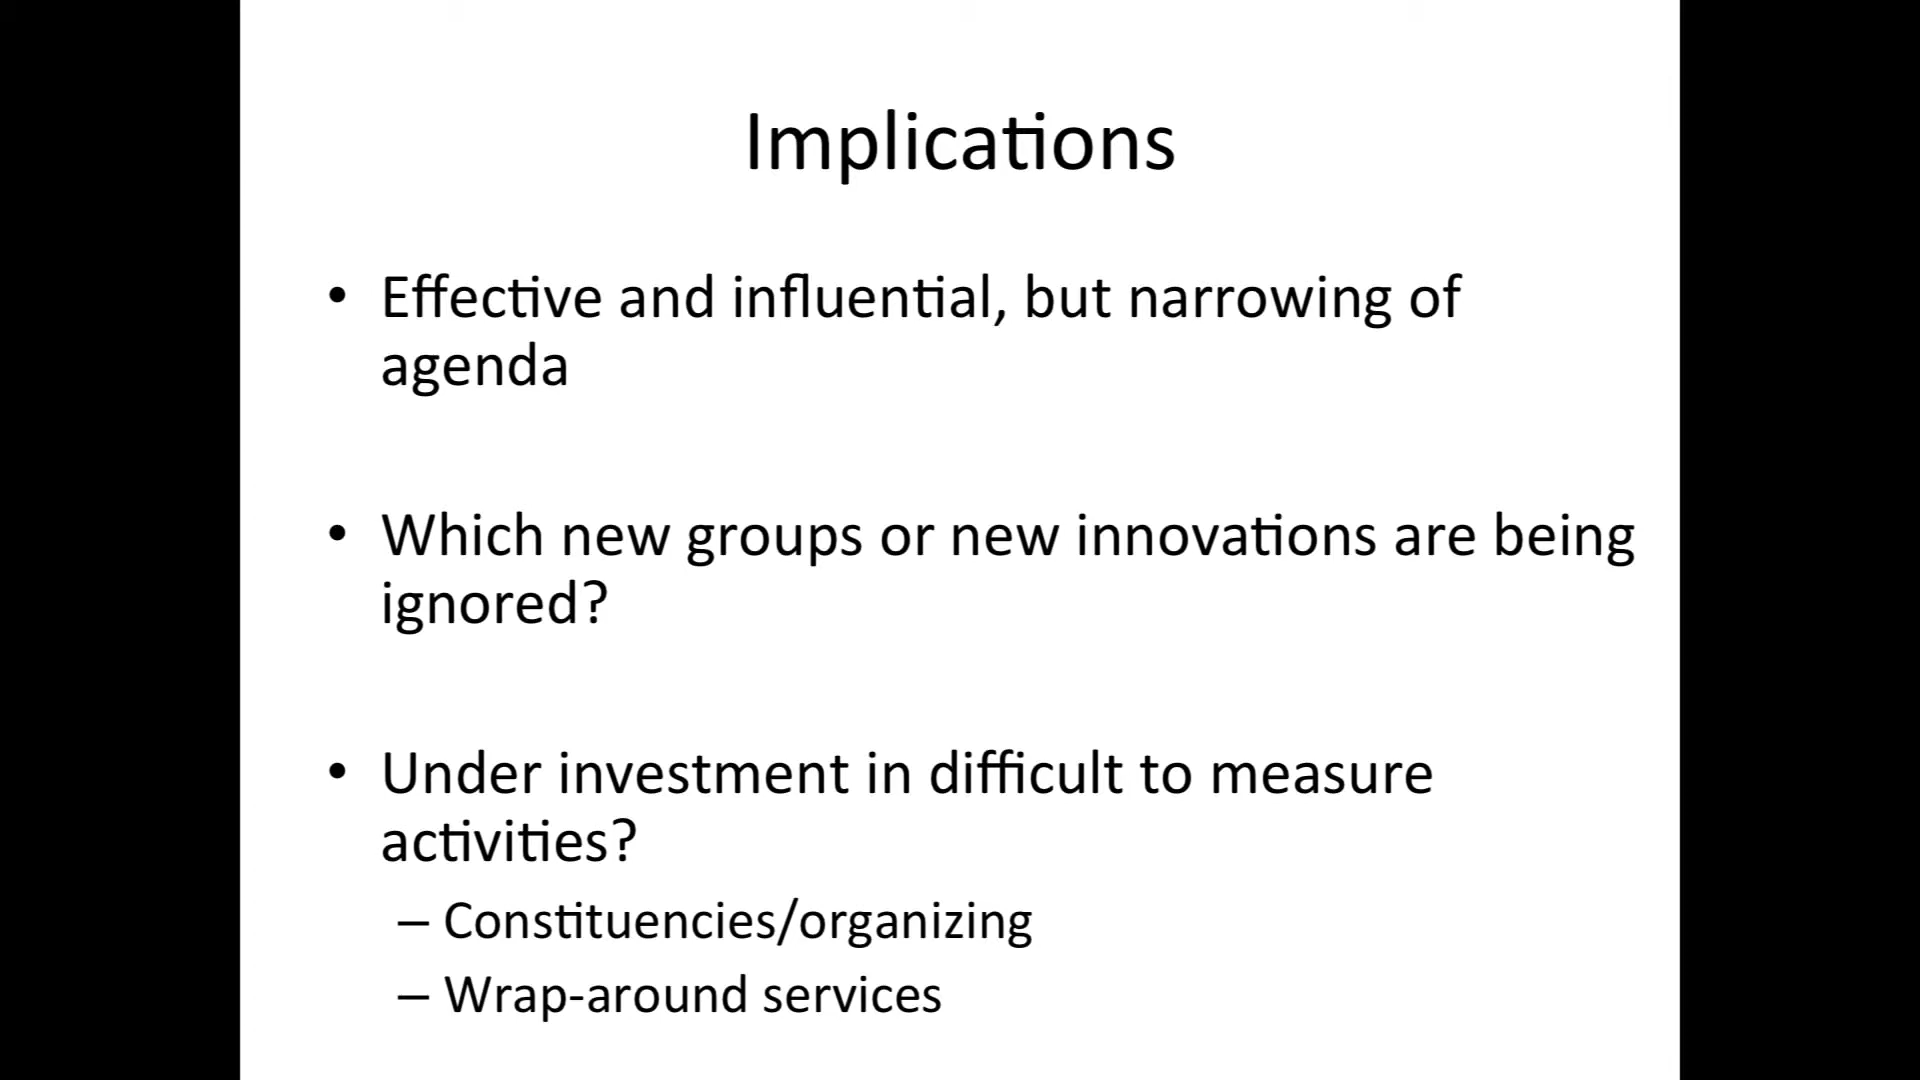 Implications
• Effective and influential, but narrowing of
agenda
• Which new groups or new innovations are being
ignored?
• Under investment in difficult to measure
activities?
– Constituencies/organizing
– Wrap-around services